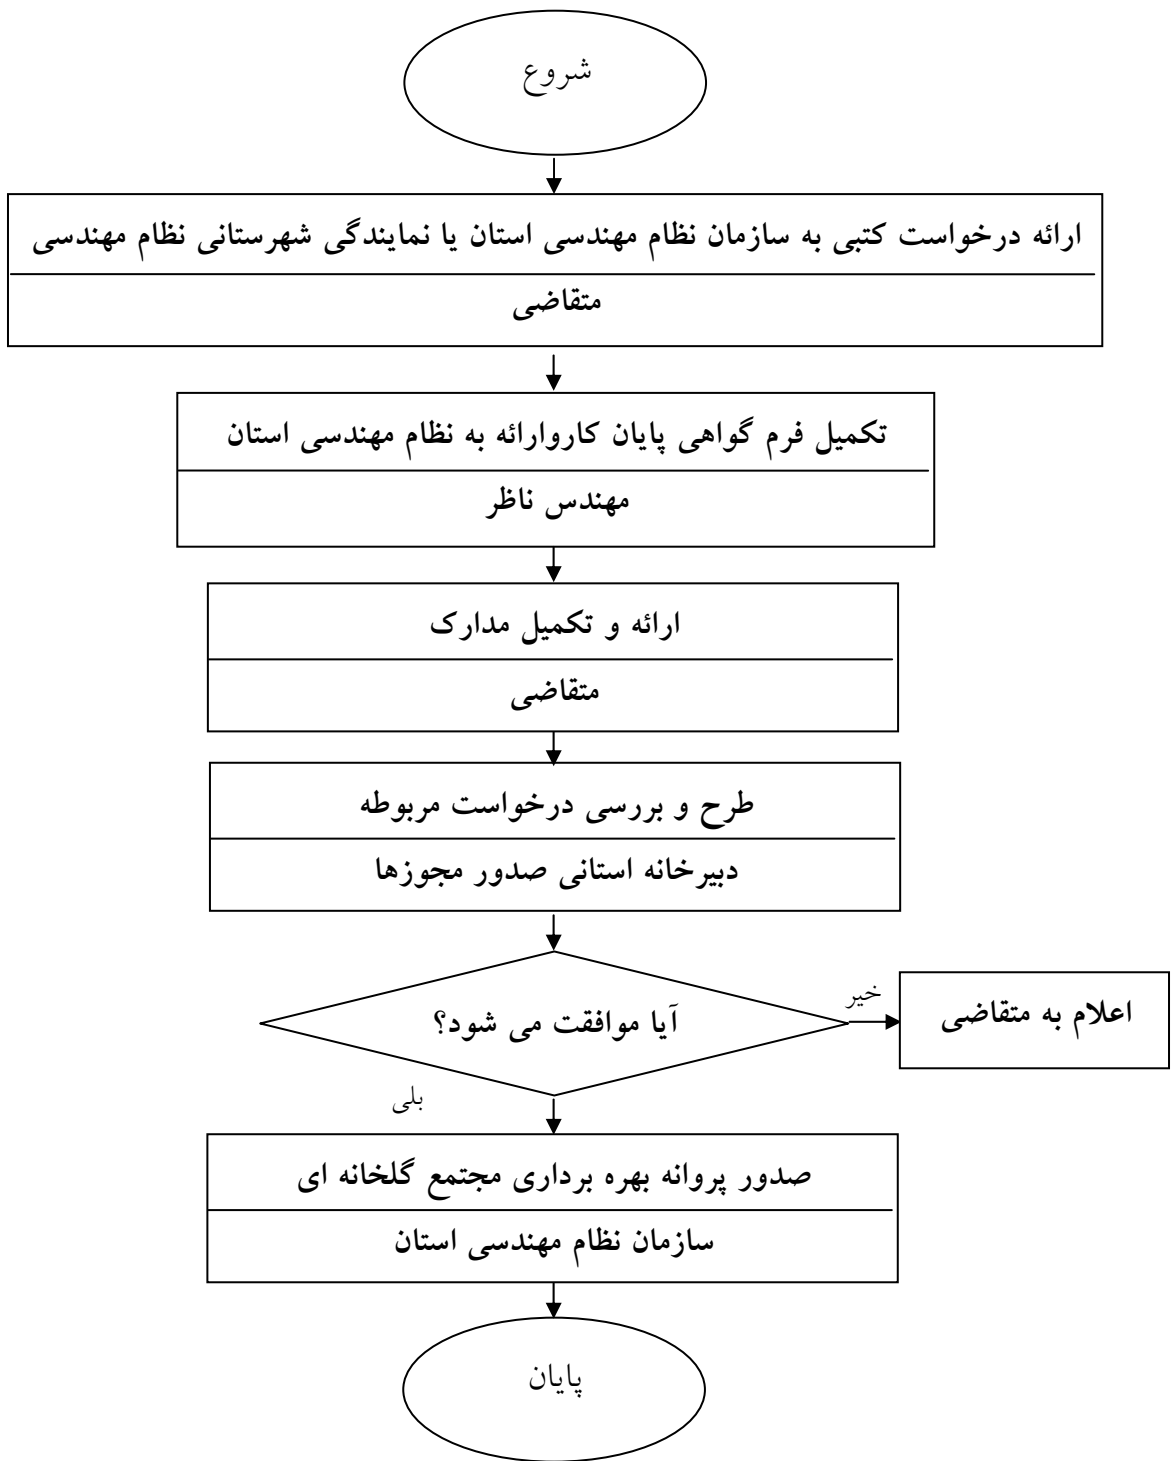 شروع
ارائه درخواست کتبی به سازمان نظام مهندسی استان یا نمایندگی شهرستانی نظام مهندسی
متقاضی
تکمیل فرم گواهی پایان کاروارائه به نظام مهندسی استان
مهندس ناظر
ارائه و تکمیل مدارک
متقاضی
طرح و بررسی درخواست مربوطه
دبیرخانه استانی صدور مجوزها
آیا موافقت می شود؟
خیر
اعلام به متقاضی
بلی
صدور پروانه بهره برداری مجتمع گلخانه ای
سازمان نظام مهندسی استان
پایان